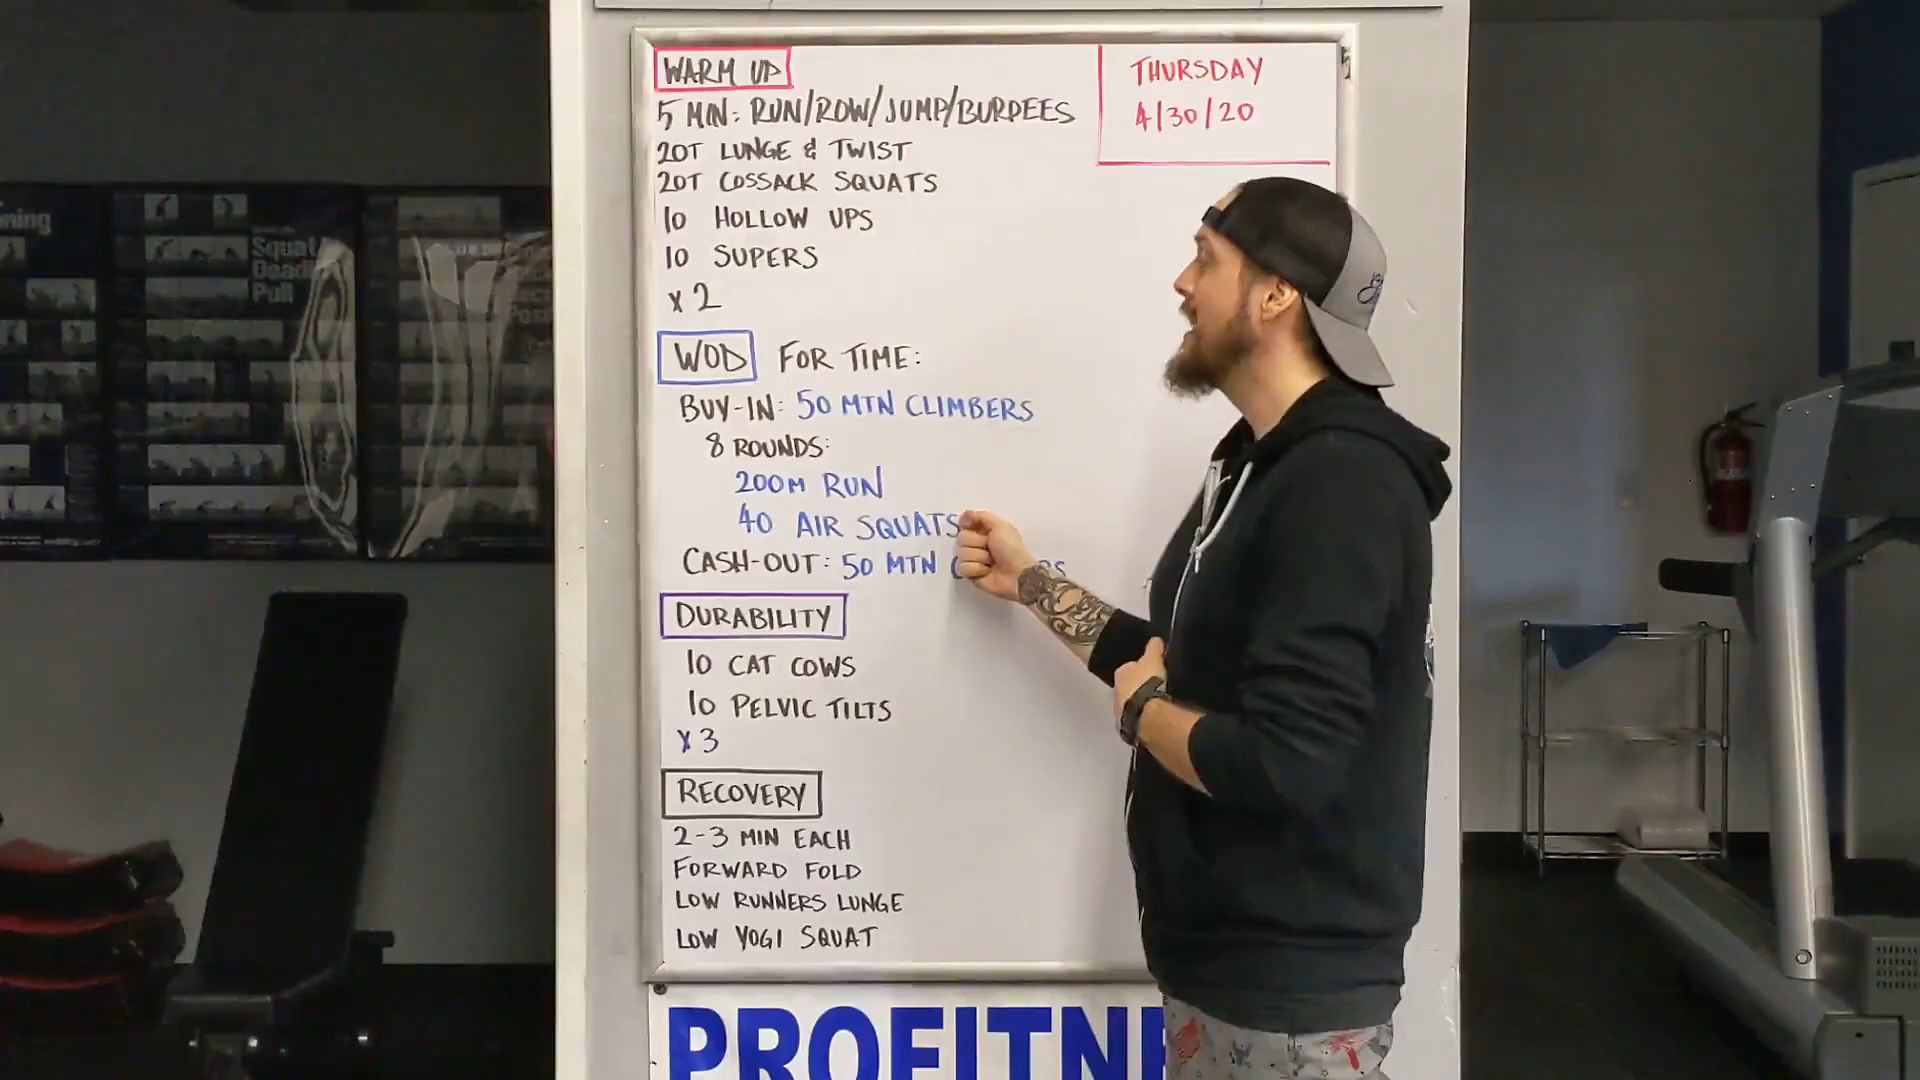 WARM UP
5 MIN: RUN/ROW/JUMP/BURPEES
20T LUNGE & TWIST
20T COSSACK SQUATS
10 HOLLOW UPS
10 SUPERS
x 2
THURSDAY
4/30/20
WOD FOR TIME:
BUY-IN: 50 MTN CLIMBERS
8 ROUNDS:
200M RUN
40 AIR SQUATS
CASH-OUT: 50 MTN
DURABILITY
10 CAT COWS
10 PELVIC TILTS
x 3
RECOVERY
2-3 MIN EACH
FORWARD FOLD
LOW RUNNERS LUNGE
LOW YOGI SQUAT
PROFITN
Squat
Pull